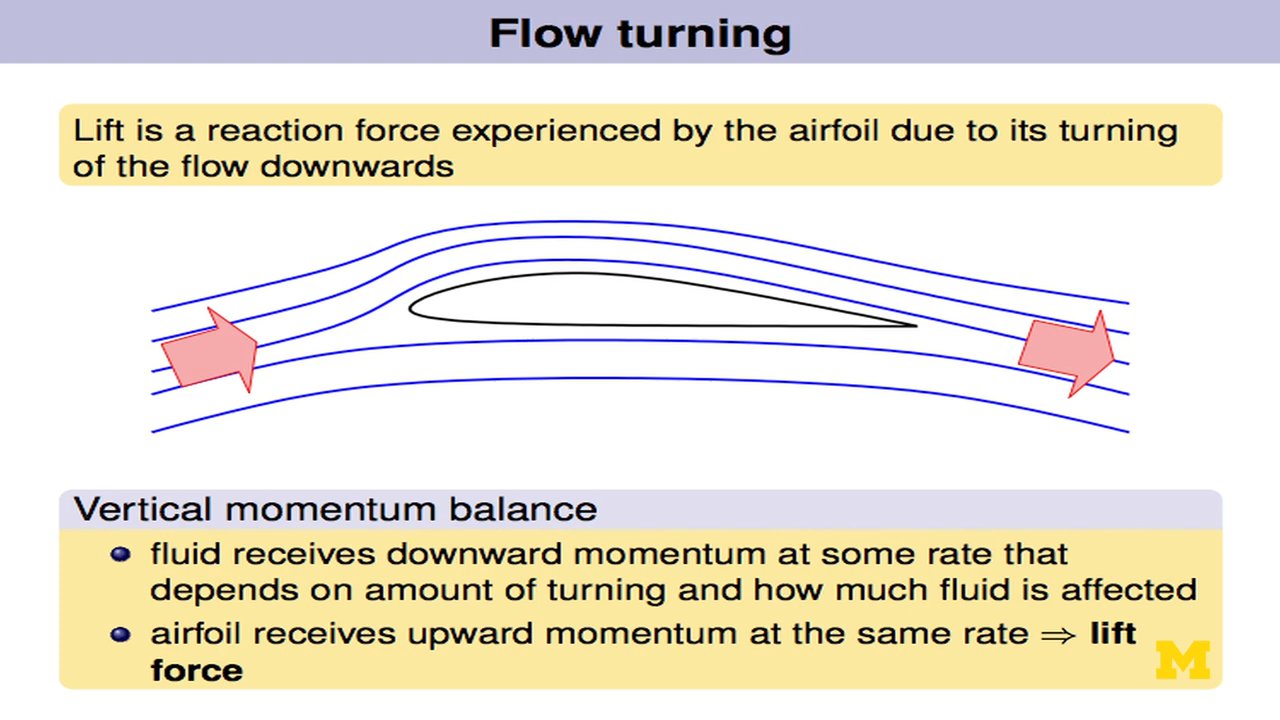 Flow turning
Lift is a reaction force experienced by the airfoil due to its turning
of the flow downwards
Vertical momentum balance
fluid receives downward momentum at some rate that
depends on amount of turning and how much fluid is affected
airfoil receives upward momentum at the same rate ⇒ lift
force
M